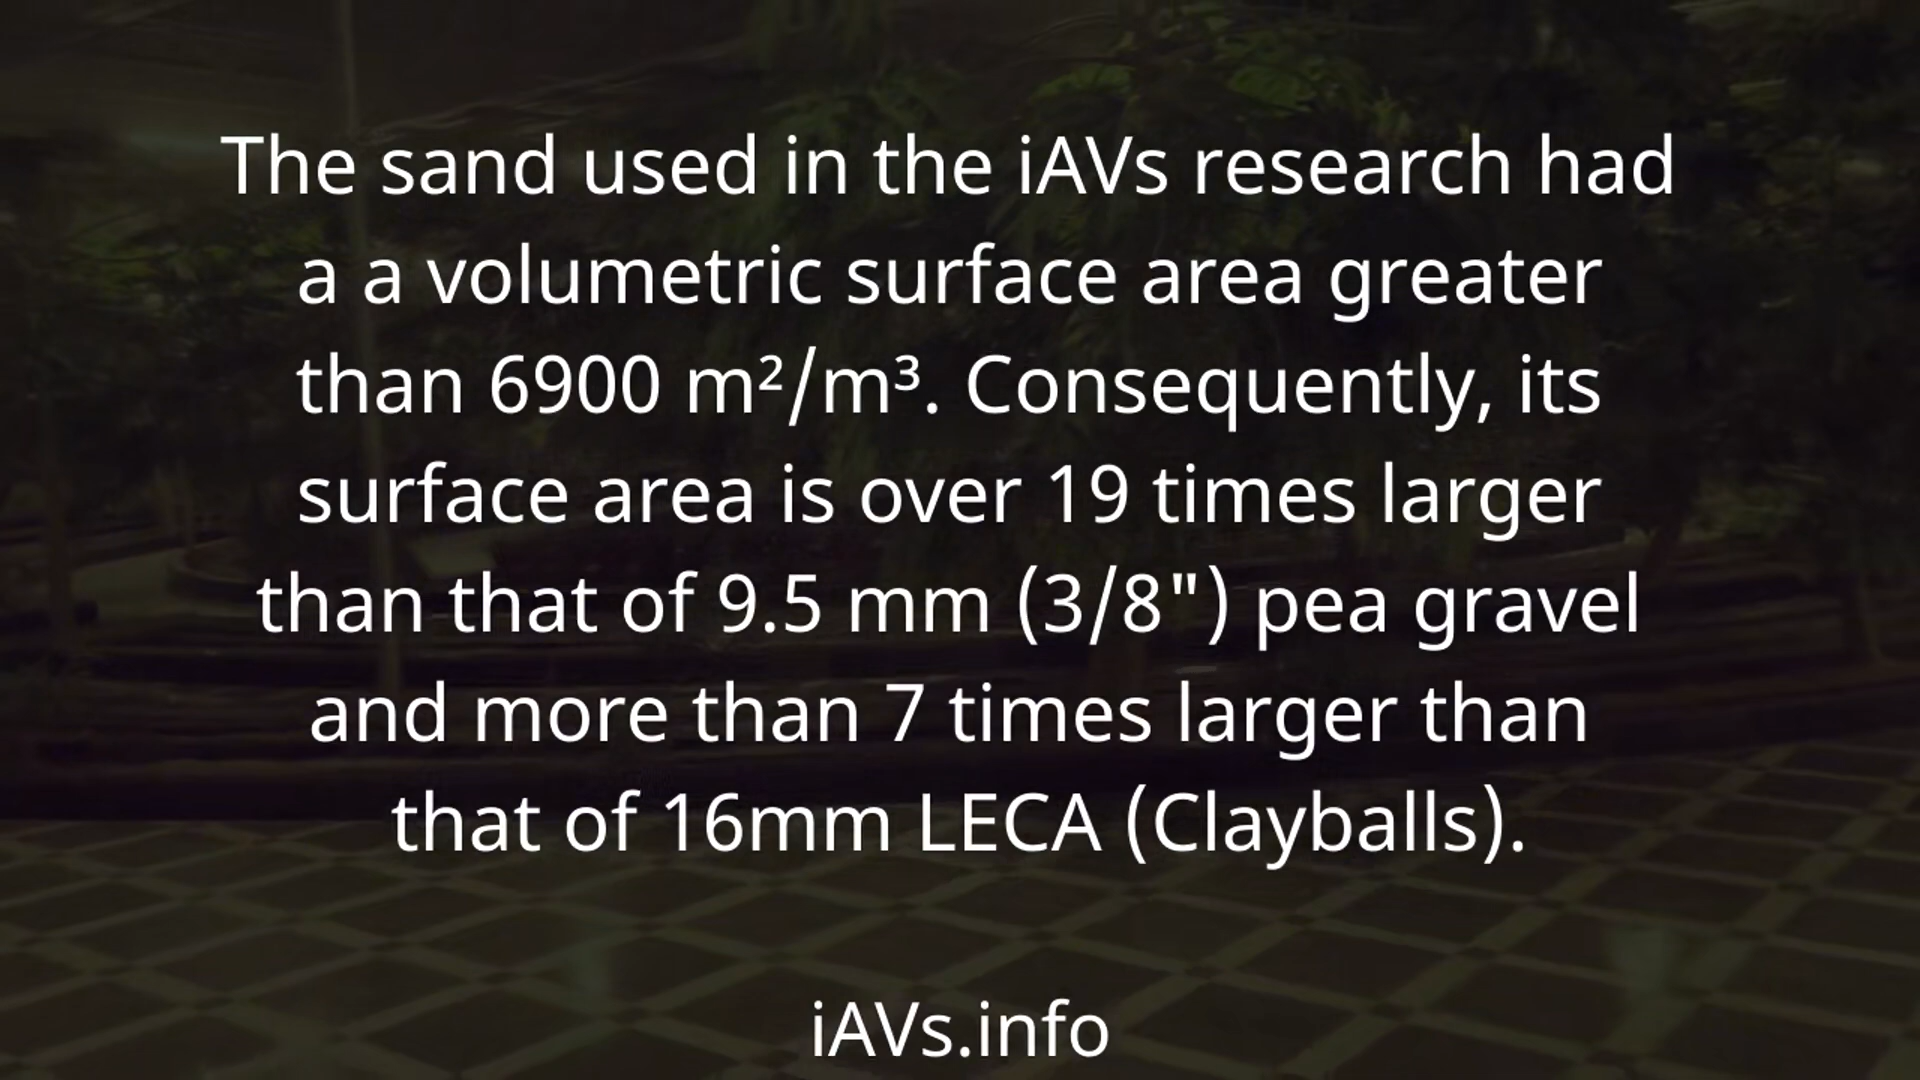 The sand used in the iAVs research had
a a volumetric surface area greater
than 6900 m²/m³. Consequently, its
surface area is over 19 times larger
than that of 9.5 mm (3/8") pea gravel
and more than 7 times larger than
that of 16mm LECA (Clayballs).
iAVs.info